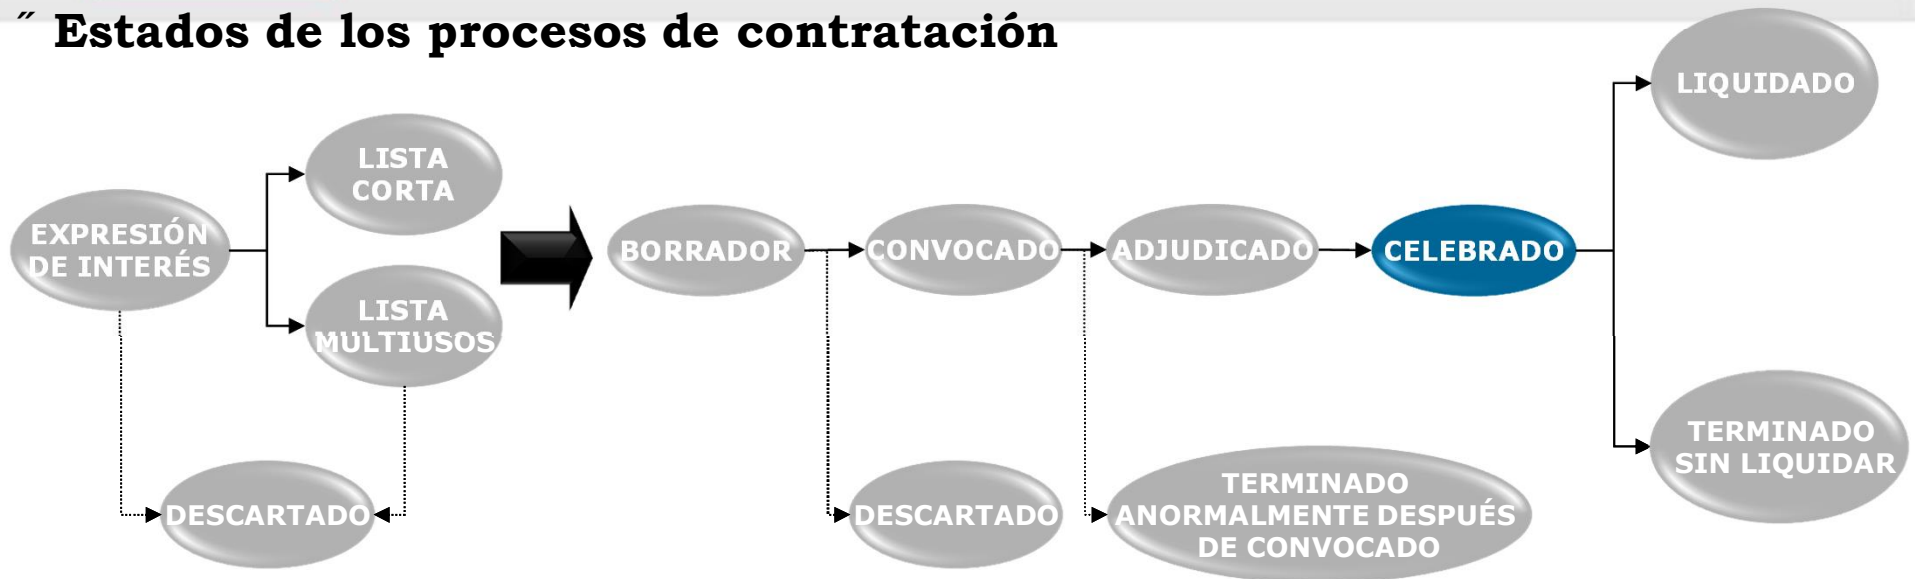 ˝ Estados de los procesos de contratación
LIQUIDADO
LISTA
CORTA
EXPRESIÓN
DE INTERÉS
BORRADOR
CONVOCADO
ADJUDICADO
CELEBRADO
LISTA
MULTIUSOS
TERMINADO
SIN LIQUIDAR
DESCARTADO
DESCARTADO
TERMINADO
ANORMALMENTE DESPUÉS
DE CONVOCADO